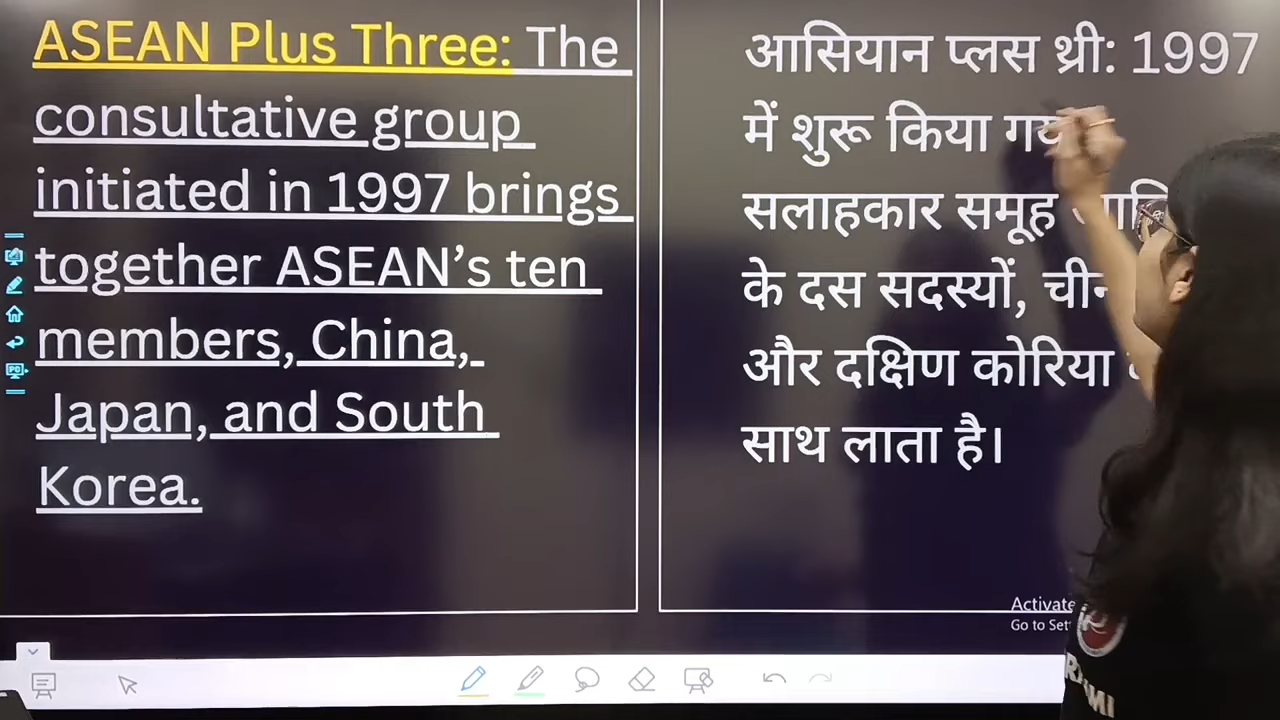 ASEAN Plus Three: The
consultative group
initiated in 1997 brings
together ASEAN’s ten
members, China,
Japan, and South
Korea.
आसियान प्लस थ्री: 1997
में शुरू किया
सलाहकार समूह
के दस सदस्यों,
और दक्षिण कोरिया
साथ लाता है।
Activate
Go to